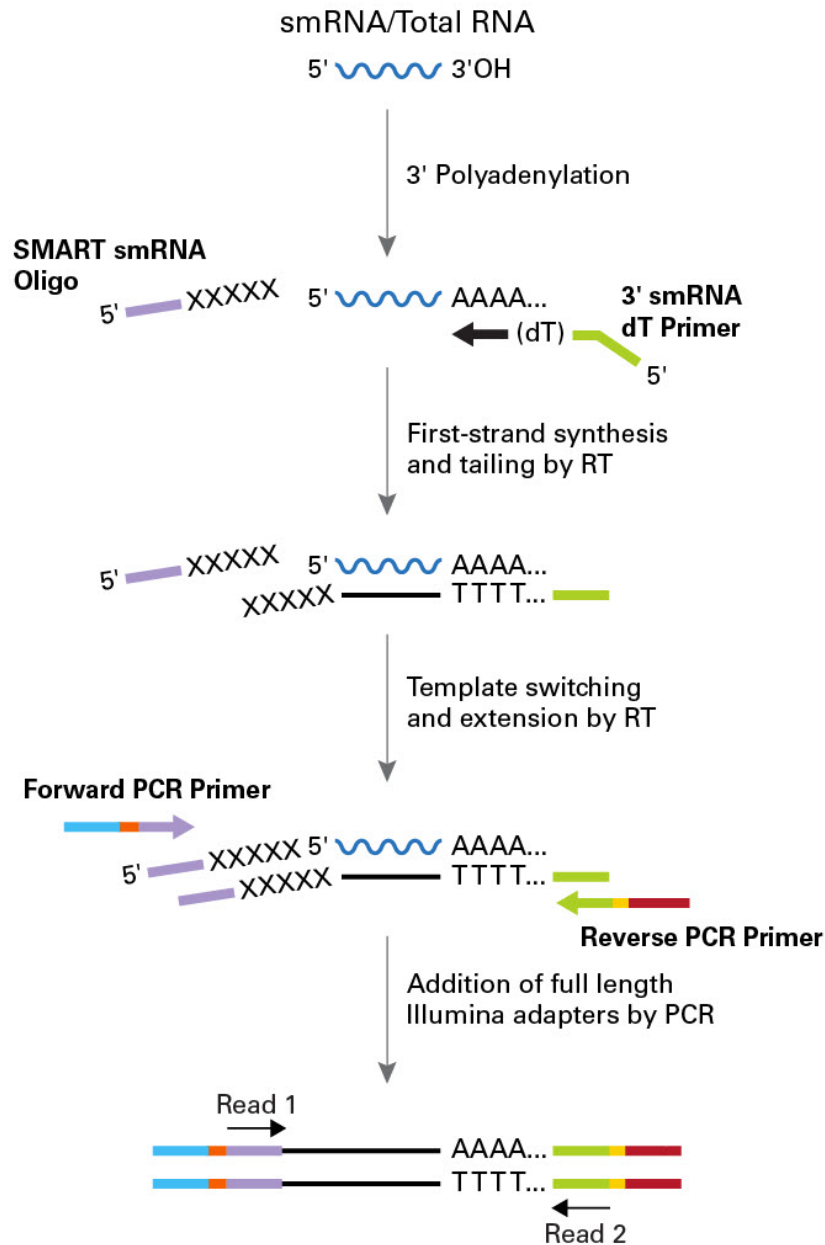 smRNA/Total RNA
5' 3'OH
3' Polyadenylation
SMART smRNA
Oligo
5' XXXXX
5' AAAA...
3' smRNA
dT Primer
(dT)
5'
First-strand synthesis
and tailing by RT
5' XXXXX
5' AAAA...
XXXXX TTTT...
Template switching
and extension by RT
Forward PCR Primer
5' XXXXX 5' AAAA...
XXXXX TTTT...
Reverse PCR Primer
Addition of full length
Illumina adapters by PCR
Read 1
AAAA...
TTTT...
Read 2